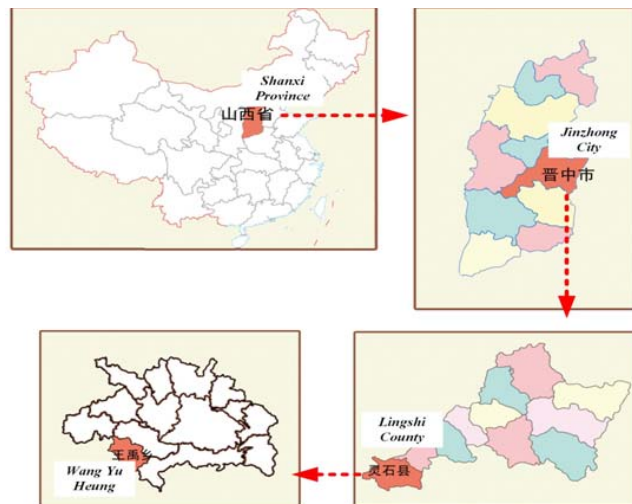 Shanxi
Province
山西省
Jinzhong
City
晋中市
Lingshi
County
灵石县
王禹乡
Wang Yu
Heung